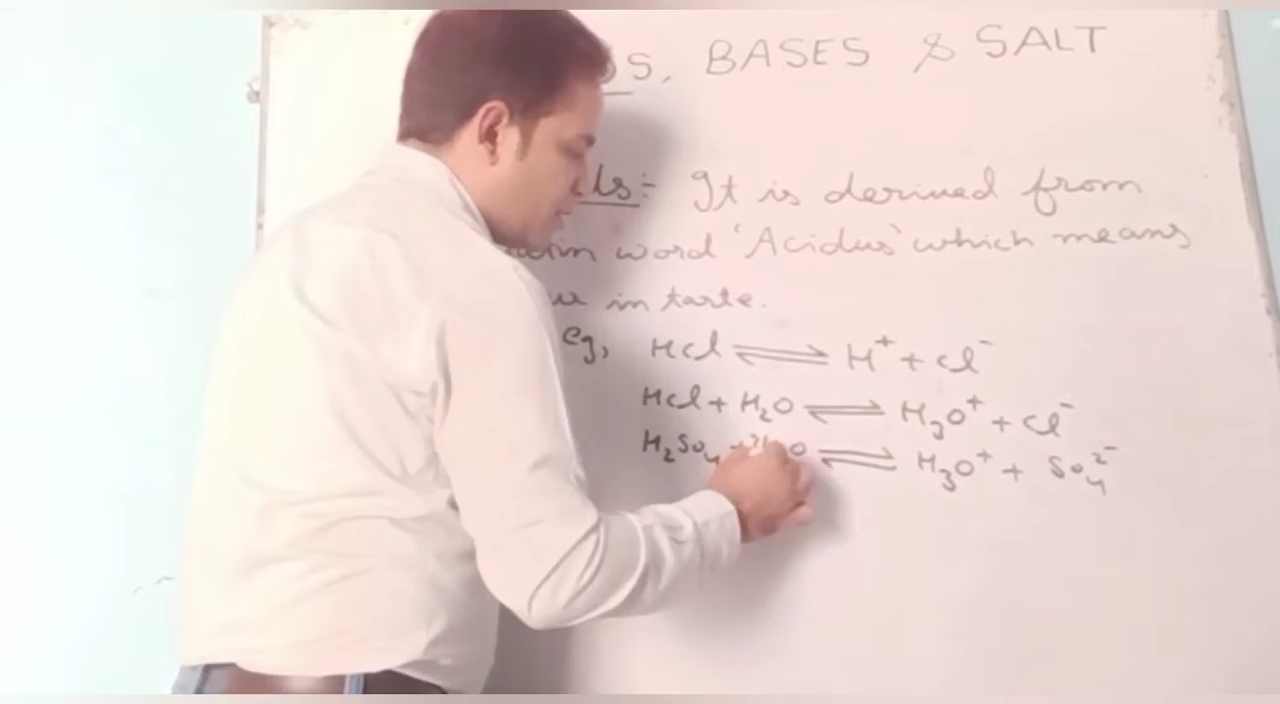 S, BASES & SALT
ds:- It is derived from
word 'Acidus' which means
in taste.
eg, HCl ⇌ H⁺ + Cl⁻
HCl + H₂O ⇌ H₃O⁺ + Cl⁻
H₂SO₄ + 2H₂O ⇌ H₃O⁺ + SO₄²⁻